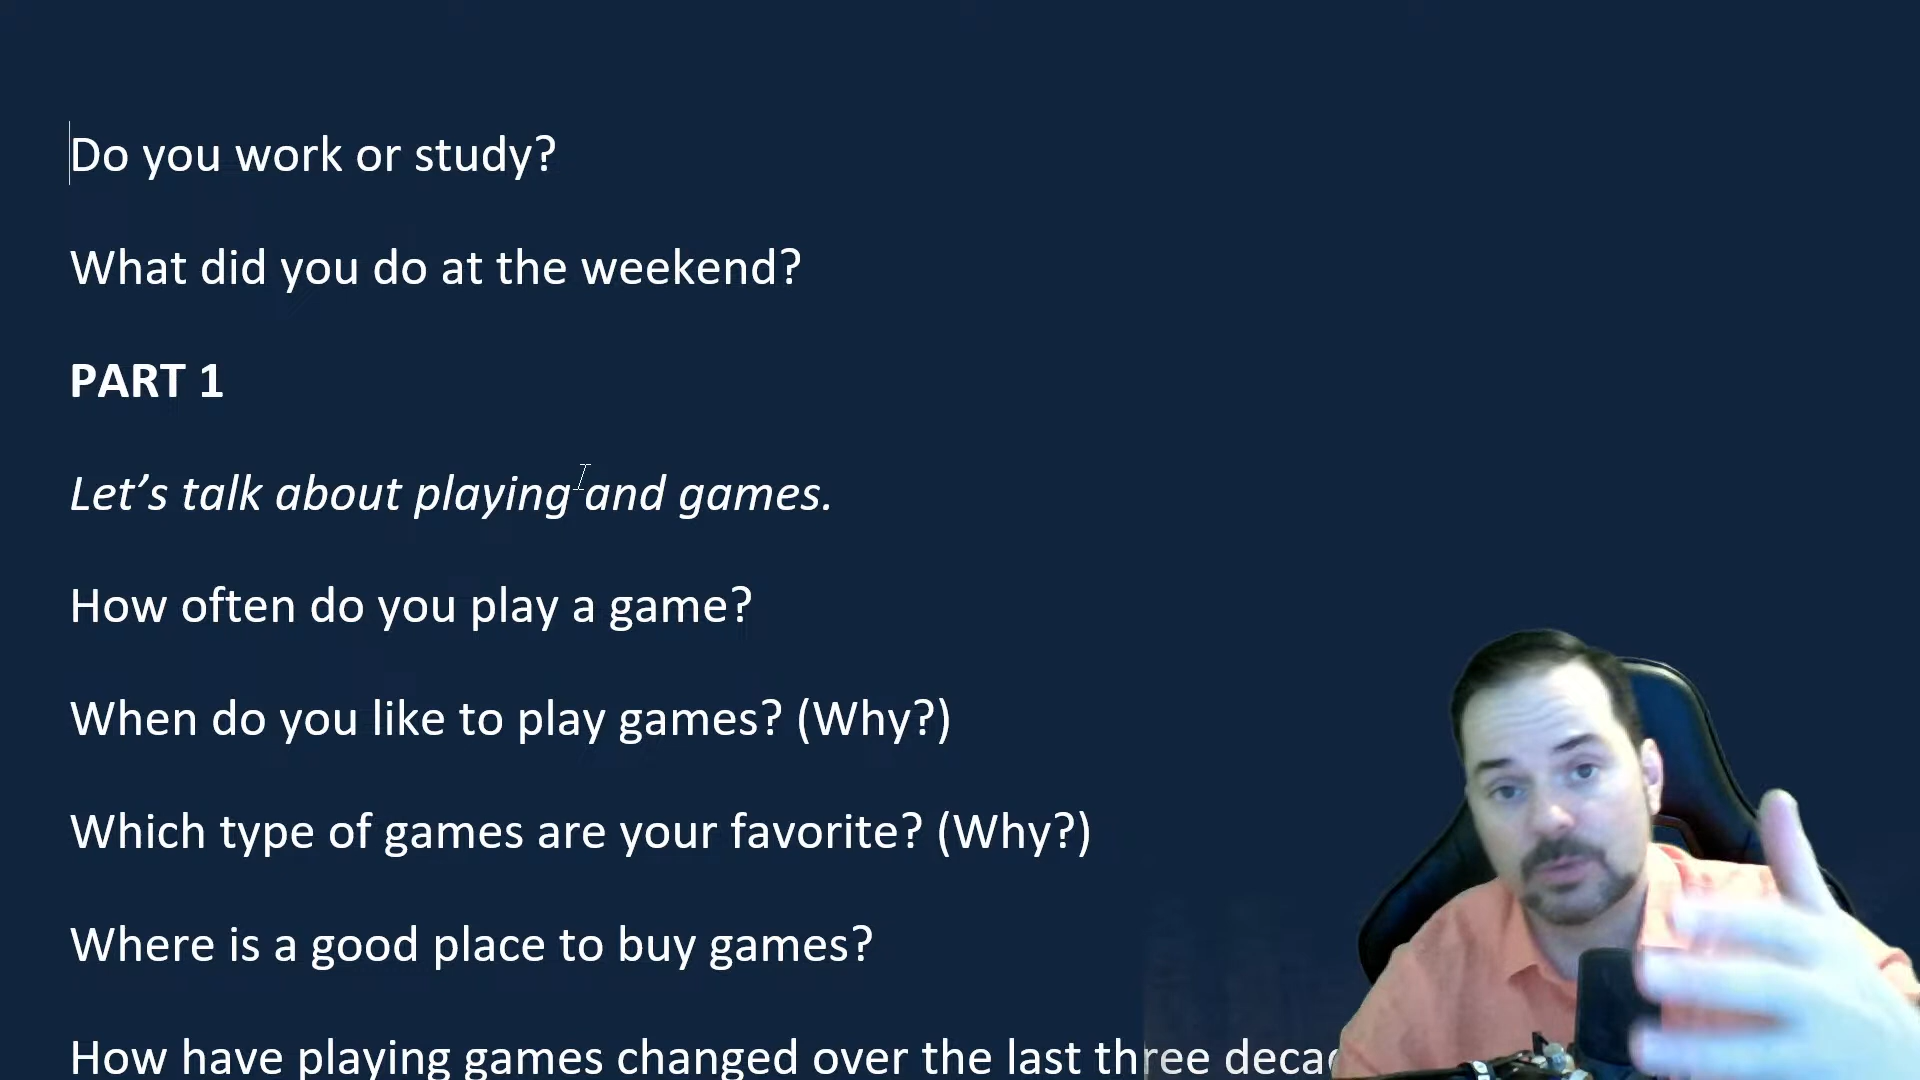 Do you work or study?
What did you do at the weekend?
PART 1
Let’s talk about playing and games.
How often do you play a game?
When do you like to play games? (Why?)
Which type of games are your favorite? (Why?)
Where is a good place to buy games?
How have playing games changed over the last three